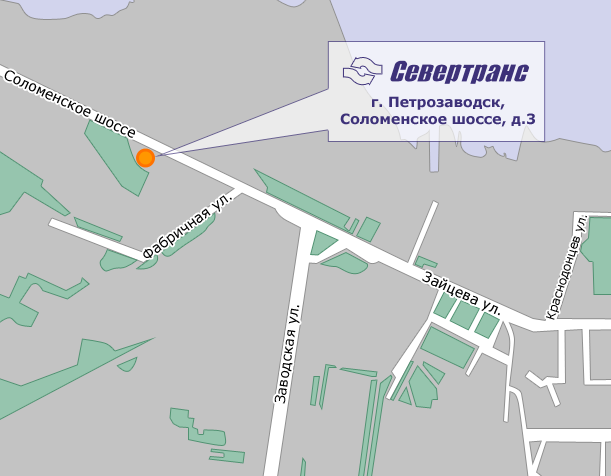 Севертранс
г. Петрозаводск,
Соломенское шоссе, д.3
Соломенское шоссе
Фабричная ул.
Зайцева ул.
Краснодонцев ул.
Заводская ул.